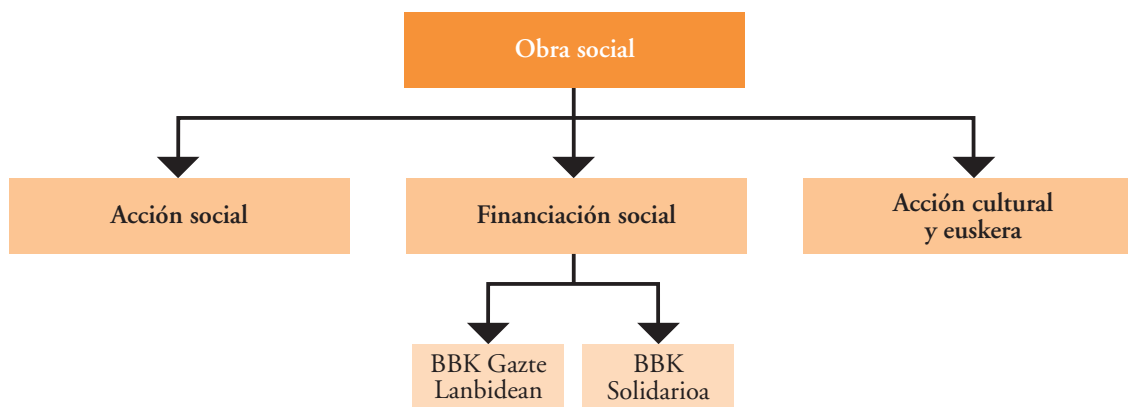 Obra social
Acción social
Financiación social
Acción cultural
y euskera
BBK Gazte
Lanbidean
BBK
Solidarioa